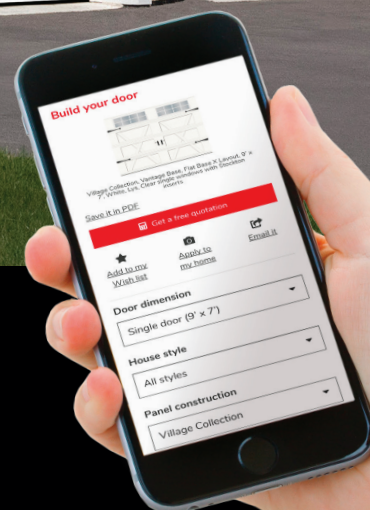 Build your door
Village Collection, Vantage Base, Flat Base X Layout, 9' x
7', White, Lys, Clear single windows with Stockton
inserts
Save it in PDF
Get a free quotation
Add to my
Wish list
Apply to
my home
Email it
Door dimension
Single door (9' x 7')
House style
All styles
Panel construction
Village Collection